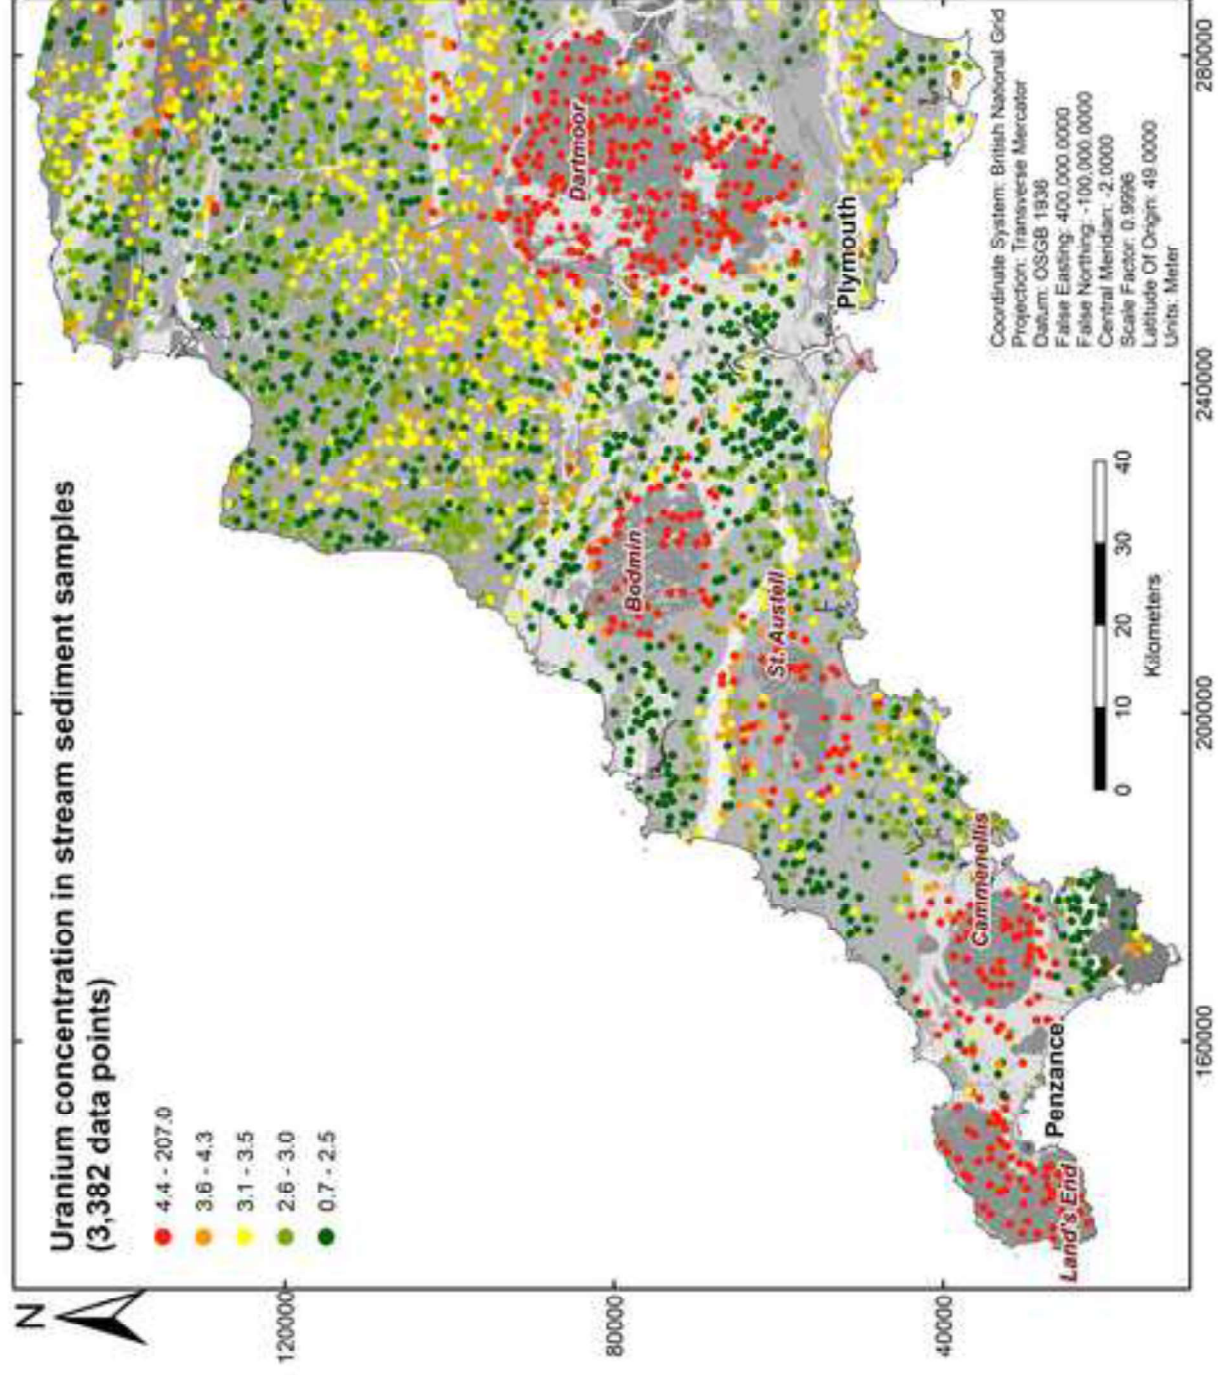 N
Uranium concentration in stream sediment samples
(3,382 data points)
4.4 - 207.0
3.6 - 4.3
3.1 - 3.5
2.6 - 3.0
0.7 - 2.5
120000
80000
40000
Dartmoor
Bodmin
St. Austell
Plymouth
Cammenellis
Penzance
Land's End
0 10 20 30 40
Kilometers
Coordinate System: British National Grid
Projection: Transverse Mercator
Datum: OSGB 1936
False Easting: 400,000.0000
False Northing: -100,000.0000
Central Meridian: -2.0000
Scale Factor: 0.9996
Latitude Of Origin: 49.0000
Units: Meter
160000 200000 240000 280000